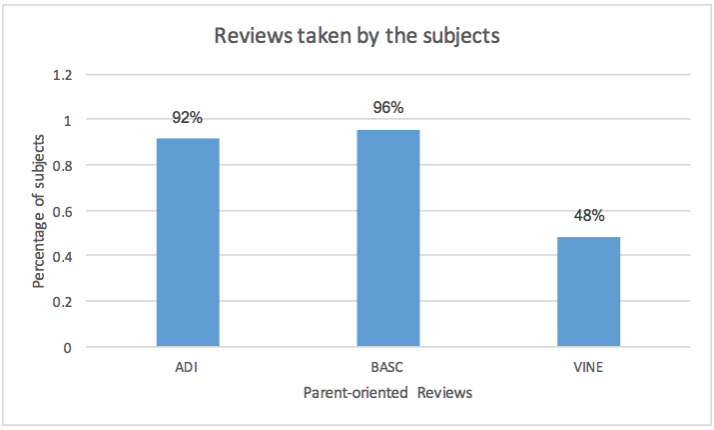 Reviews taken by the subjects
1.2
1
0.8
0.6
0.4
0.2
0
Percentage of subjects
92%
96%
48%
ADI
BASC
VINE
Parent-oriented Reviews